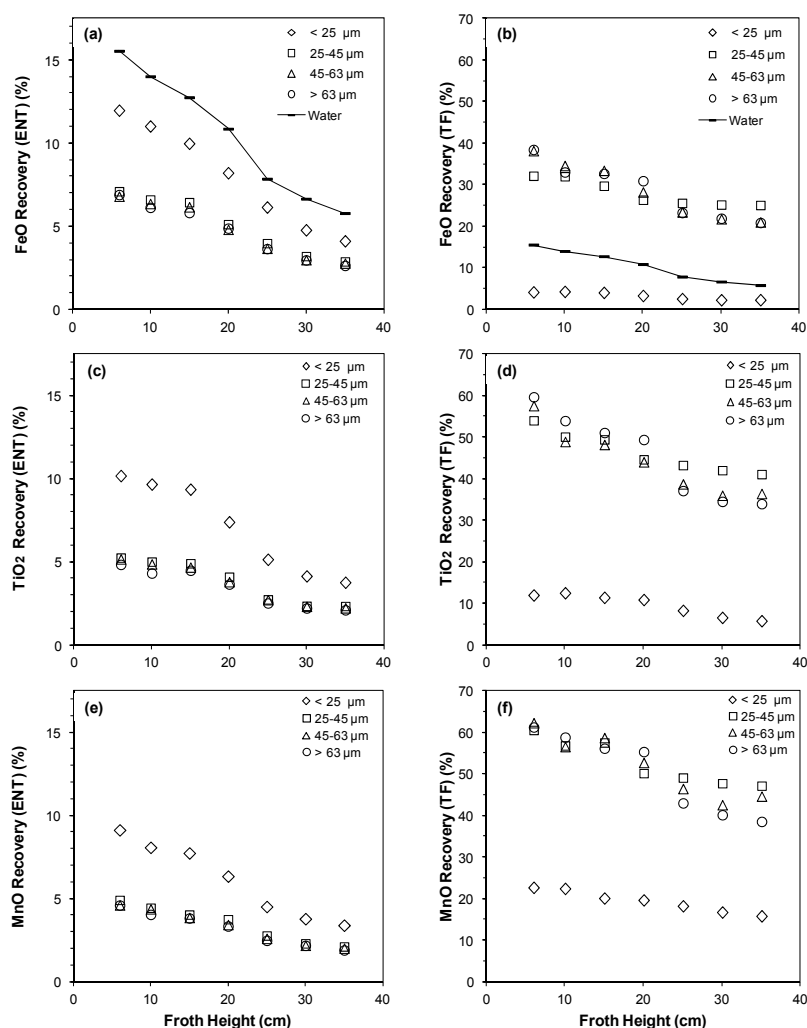 (a)
< 25 µm
25-45 µm
45-63 µm
> 63 µm
Water
FeO Recovery (ENT) (%)
15
10
5
0
0 10 20 30 40
(b)
< 25 µm
25-45 µm
45-63 µm
> 63 µm
Water
FeO Recovery (TF) (%)
70
60
50
40
30
20
10
0
0 10 20 30 40
(c)
< 25 µm
25-45 µm
45-63 µm
> 63 µm
TiO2 Recovery (ENT) (%)
15
10
5
0
0 10 20 30 40
(d)
< 25 µm
25-45 µm
45-63 µm
> 63 µm
TiO2 Recovery (TF) (%)
70
60
50
40
30
20
10
0
0 10 20 30 40
(e)
< 25 µm
25-45 µm
45-63 µm
> 63 µm
MnO Recovery (ENT) (%)
15
10
5
0
0 10 20 30 40
Froth Height (cm)
(f)
< 25 µm
25-45 µm
45-63 µm
> 63 µm
MnO Recovery (TF) (%)
70
60
50
40
30
20
10
0
0 10 20 30 40
Froth Height (cm)